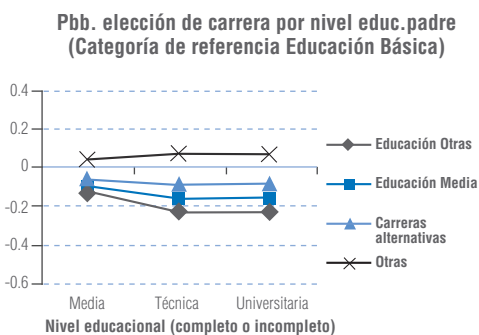 Pbb. elección de carrera por nivel educ.padre
(Categoría de referencia Educación Básica)
0.4
0.2
0
-0.2
-0.4
-0.6
Media Técnica Universitaria
Nivel educacional (completo o incompleto)
Educación Otras
Educación Media
Carreras
alternativas
Otras